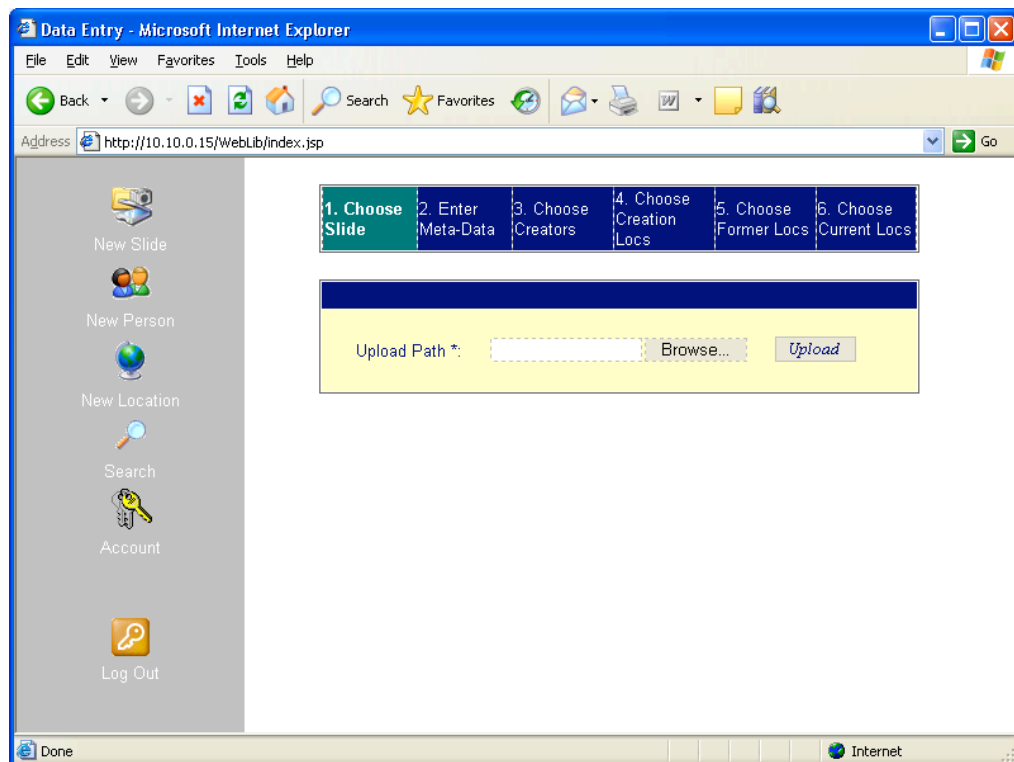 Data Entry - Microsoft Internet Explorer
File Edit View Favorites Tools Help
Back Search Favorites
Address http://10.10.0.15/WebLib/index.jsp Go
New Slide
New Person
New Location
Search
Account
Log Out
1. Choose
Slide
2. Enter
Meta-Data
3. Choose
Creators
4. Choose
Creation
Locs
5. Choose
Former Locs
6. Choose
Current Locs
Upload Path *: Browse... Upload
Done Internet